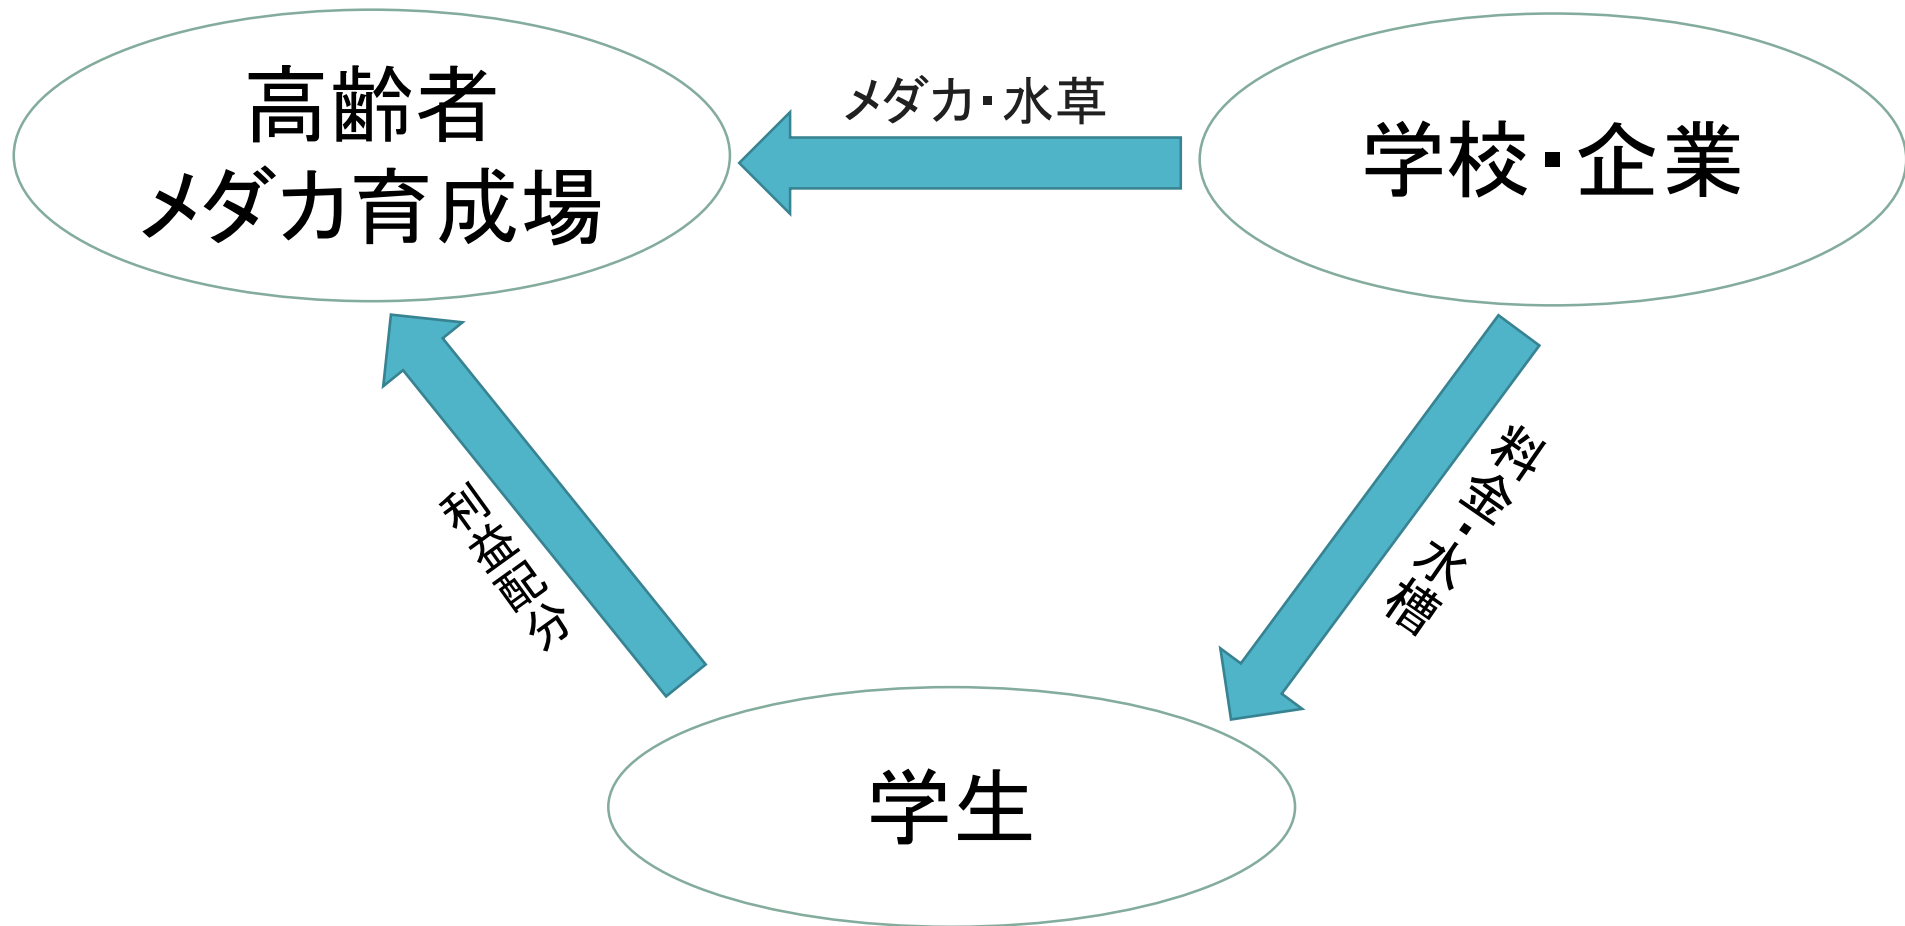 高齢者
メダカ育成場
メダカ・水草
学校・企業
利益配分
料金・水槽
学生